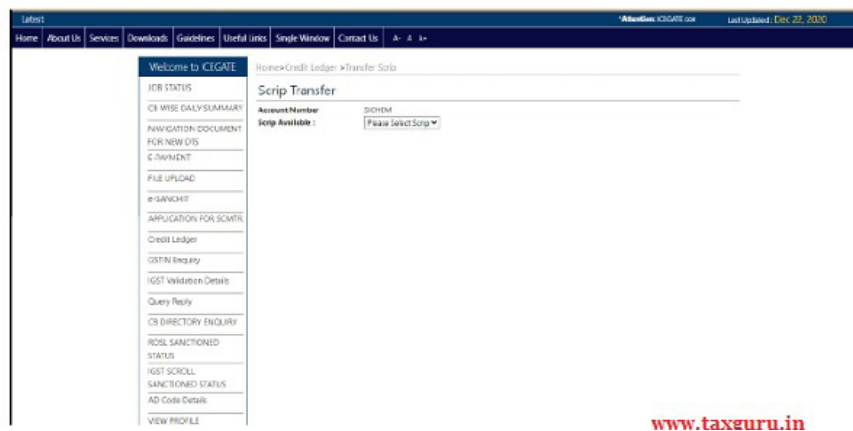 Latest
*Attention: ICEGATE
Last Updated : Dec 22, 2020
Home About Us Services Downloads Guidelines Useful Links Single Window Contact Us A- A A+
Welcome to ICEGATE
JOB STATUS
CB WISE DAILY SUMMARY
NAVIGATION DOCUMENT
FOR NEW DTS
E-PAYMENT
FILE UPLOAD
e-SANCHIT
APPLICATION FOR SCMTR
Credit Ledger
GSTIN Enquiry
IGST Validation Details
Query Reply
CB DIRECTORY ENQUIRY
ROSL SANCTIONED
STATUS
IGST SCROLL
SANCTIONED STATUS
AD Code Details
VIEW PROFILE
Home>Credit Ledger >Transfer Scrip
Scrip Transfer
Account Number SICHEM
Scrip Available : Please Select Scrip
www.taxguru.in